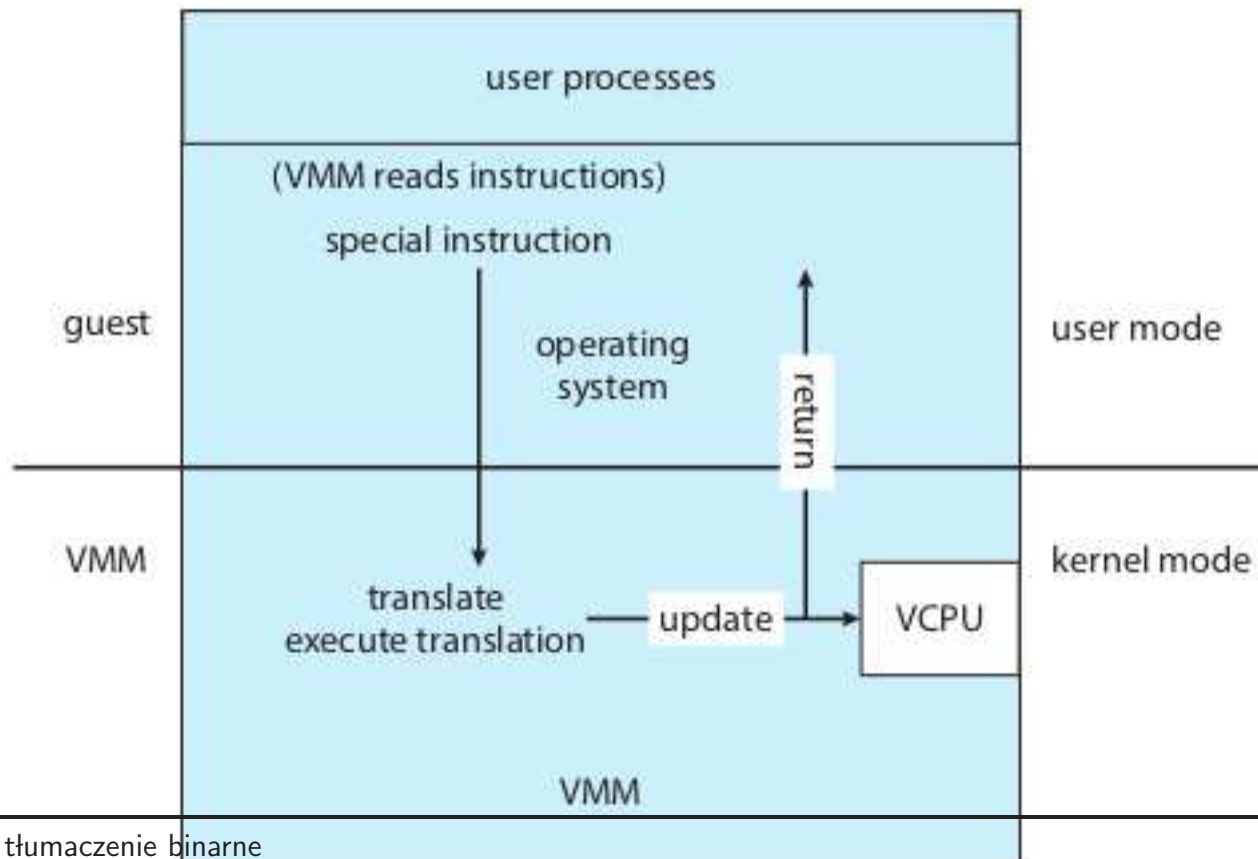 user processes
(VMM reads instructions)
special instruction
guest
operating
system
return
user mode
VMM
kernel mode
translate
execute translation
update
VCPU
VMM
tłumaczenie binarne